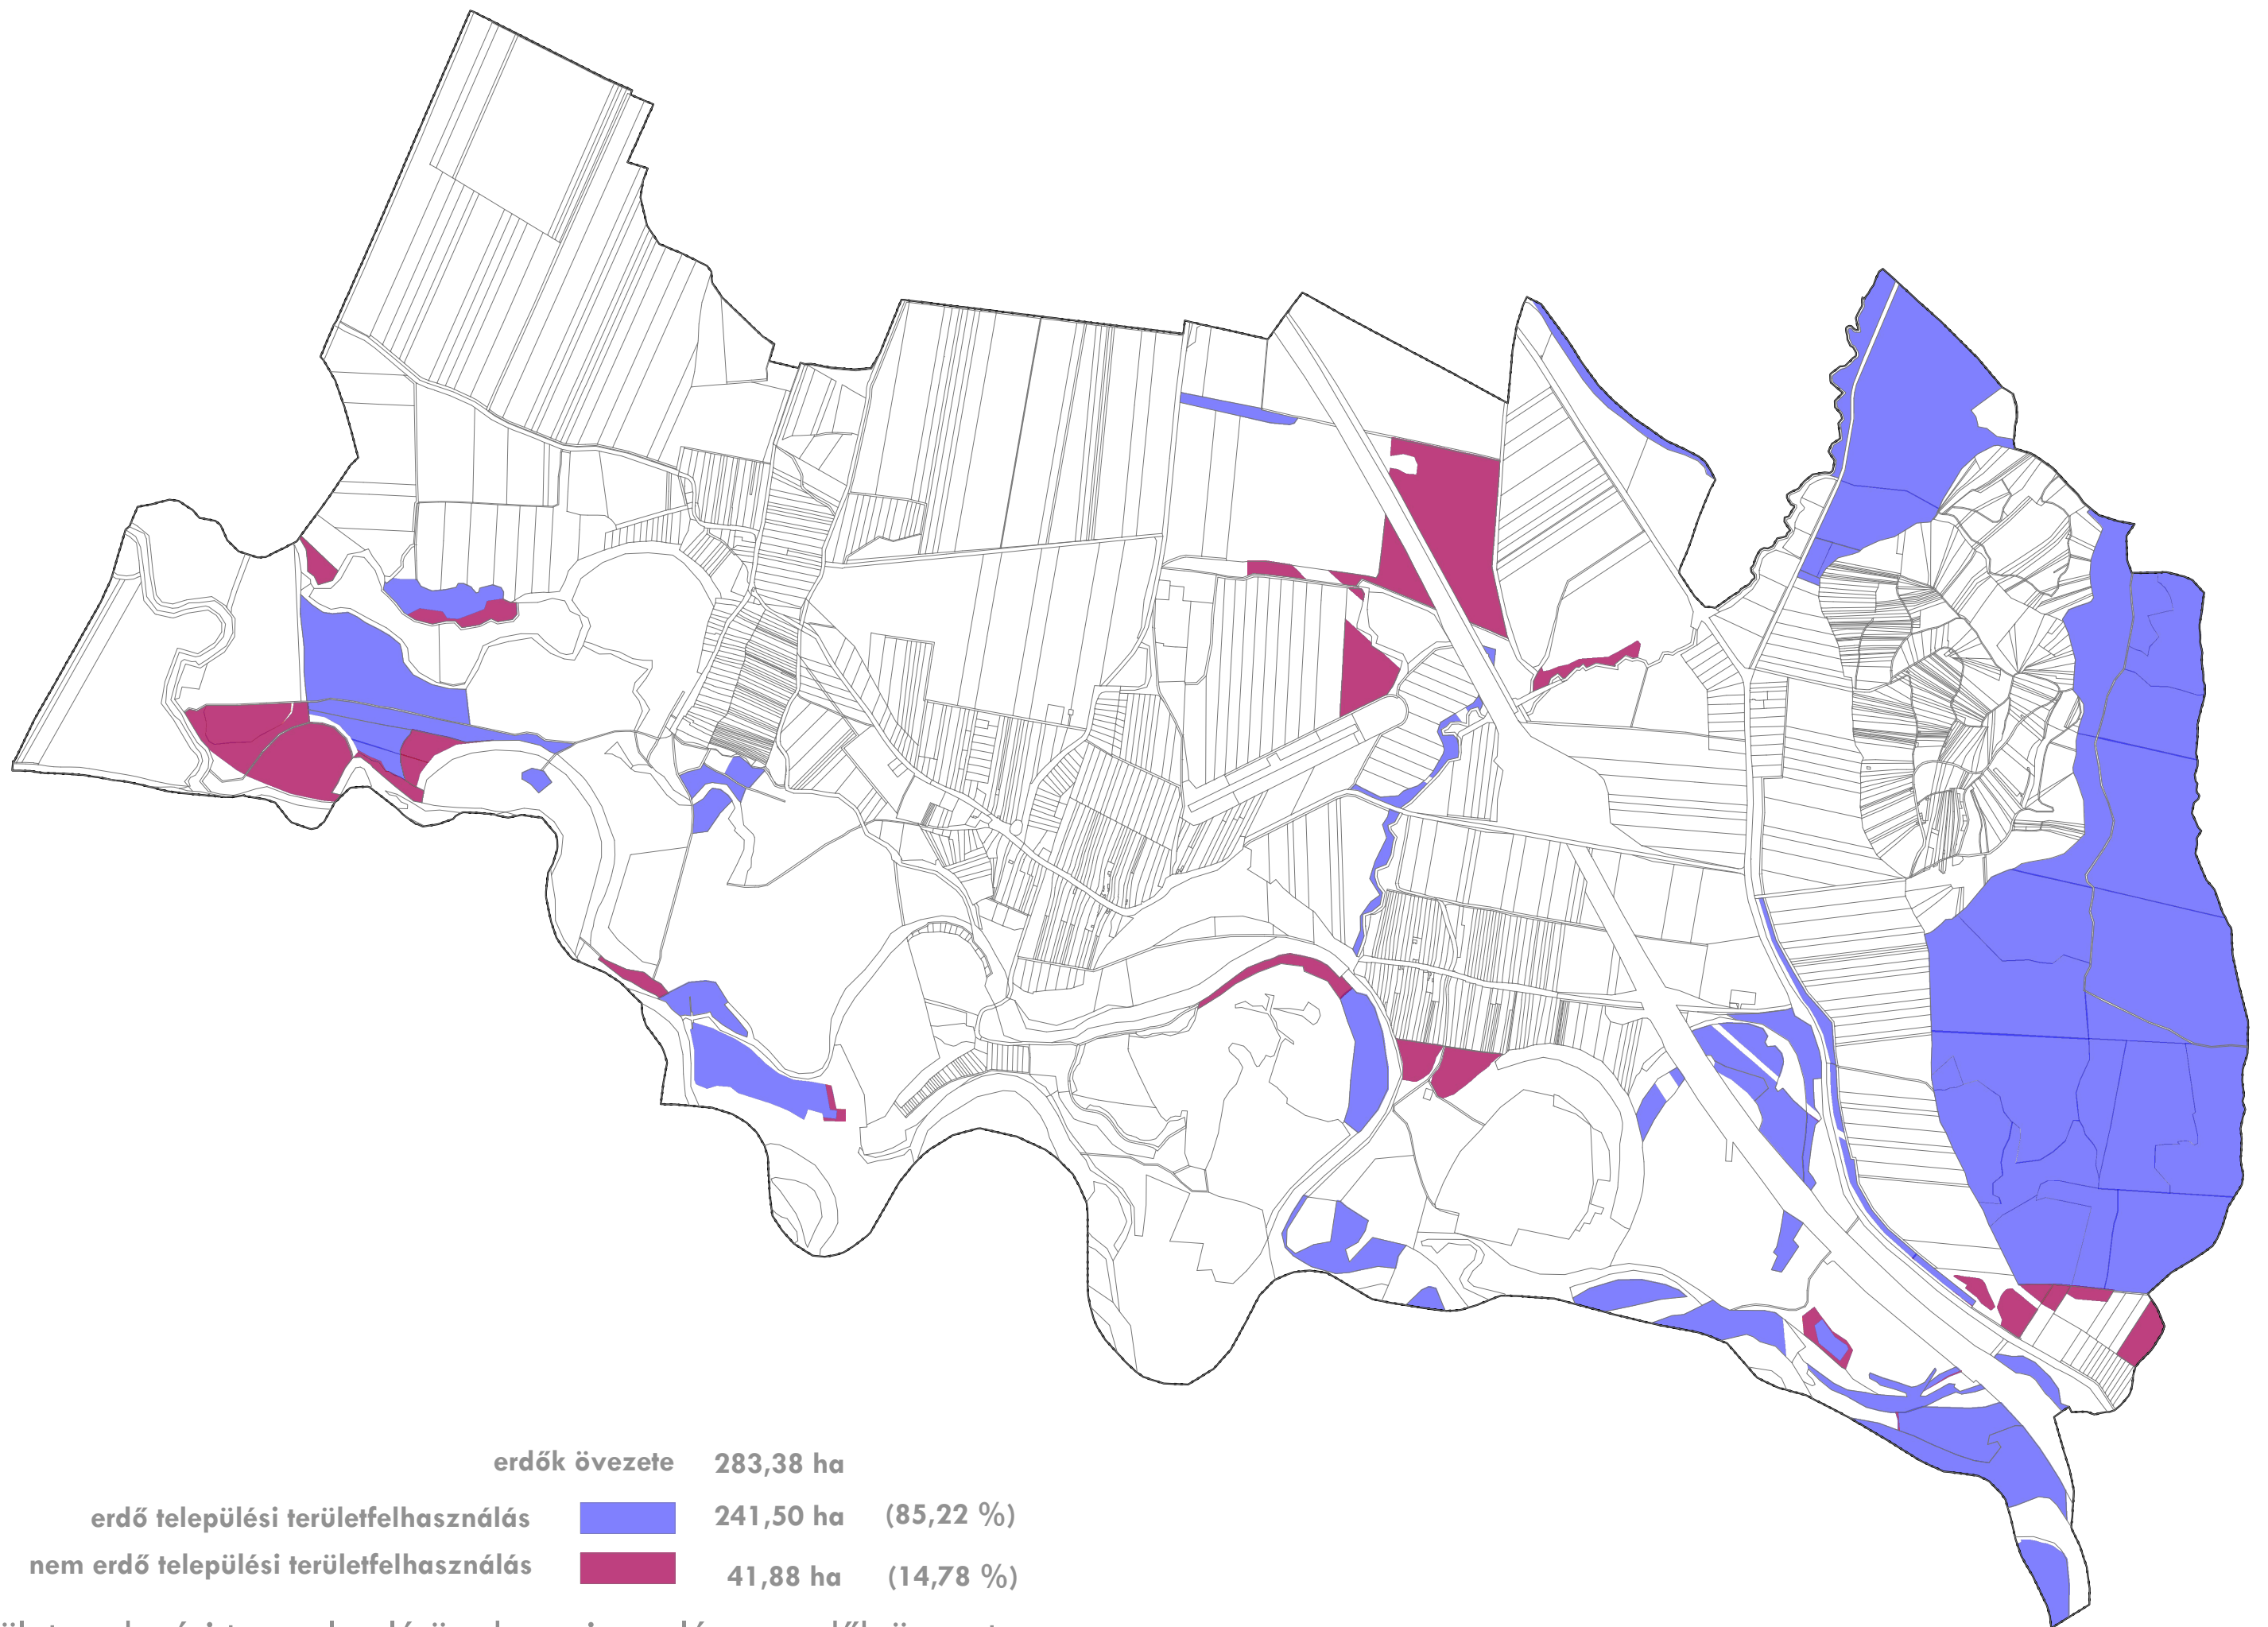 erdők övezete 283,38 ha
erdő települési területfelhasználás 241,50 ha (85,22 %)
nem erdő települési területfelhasználás 41,88 ha (14,78 %)